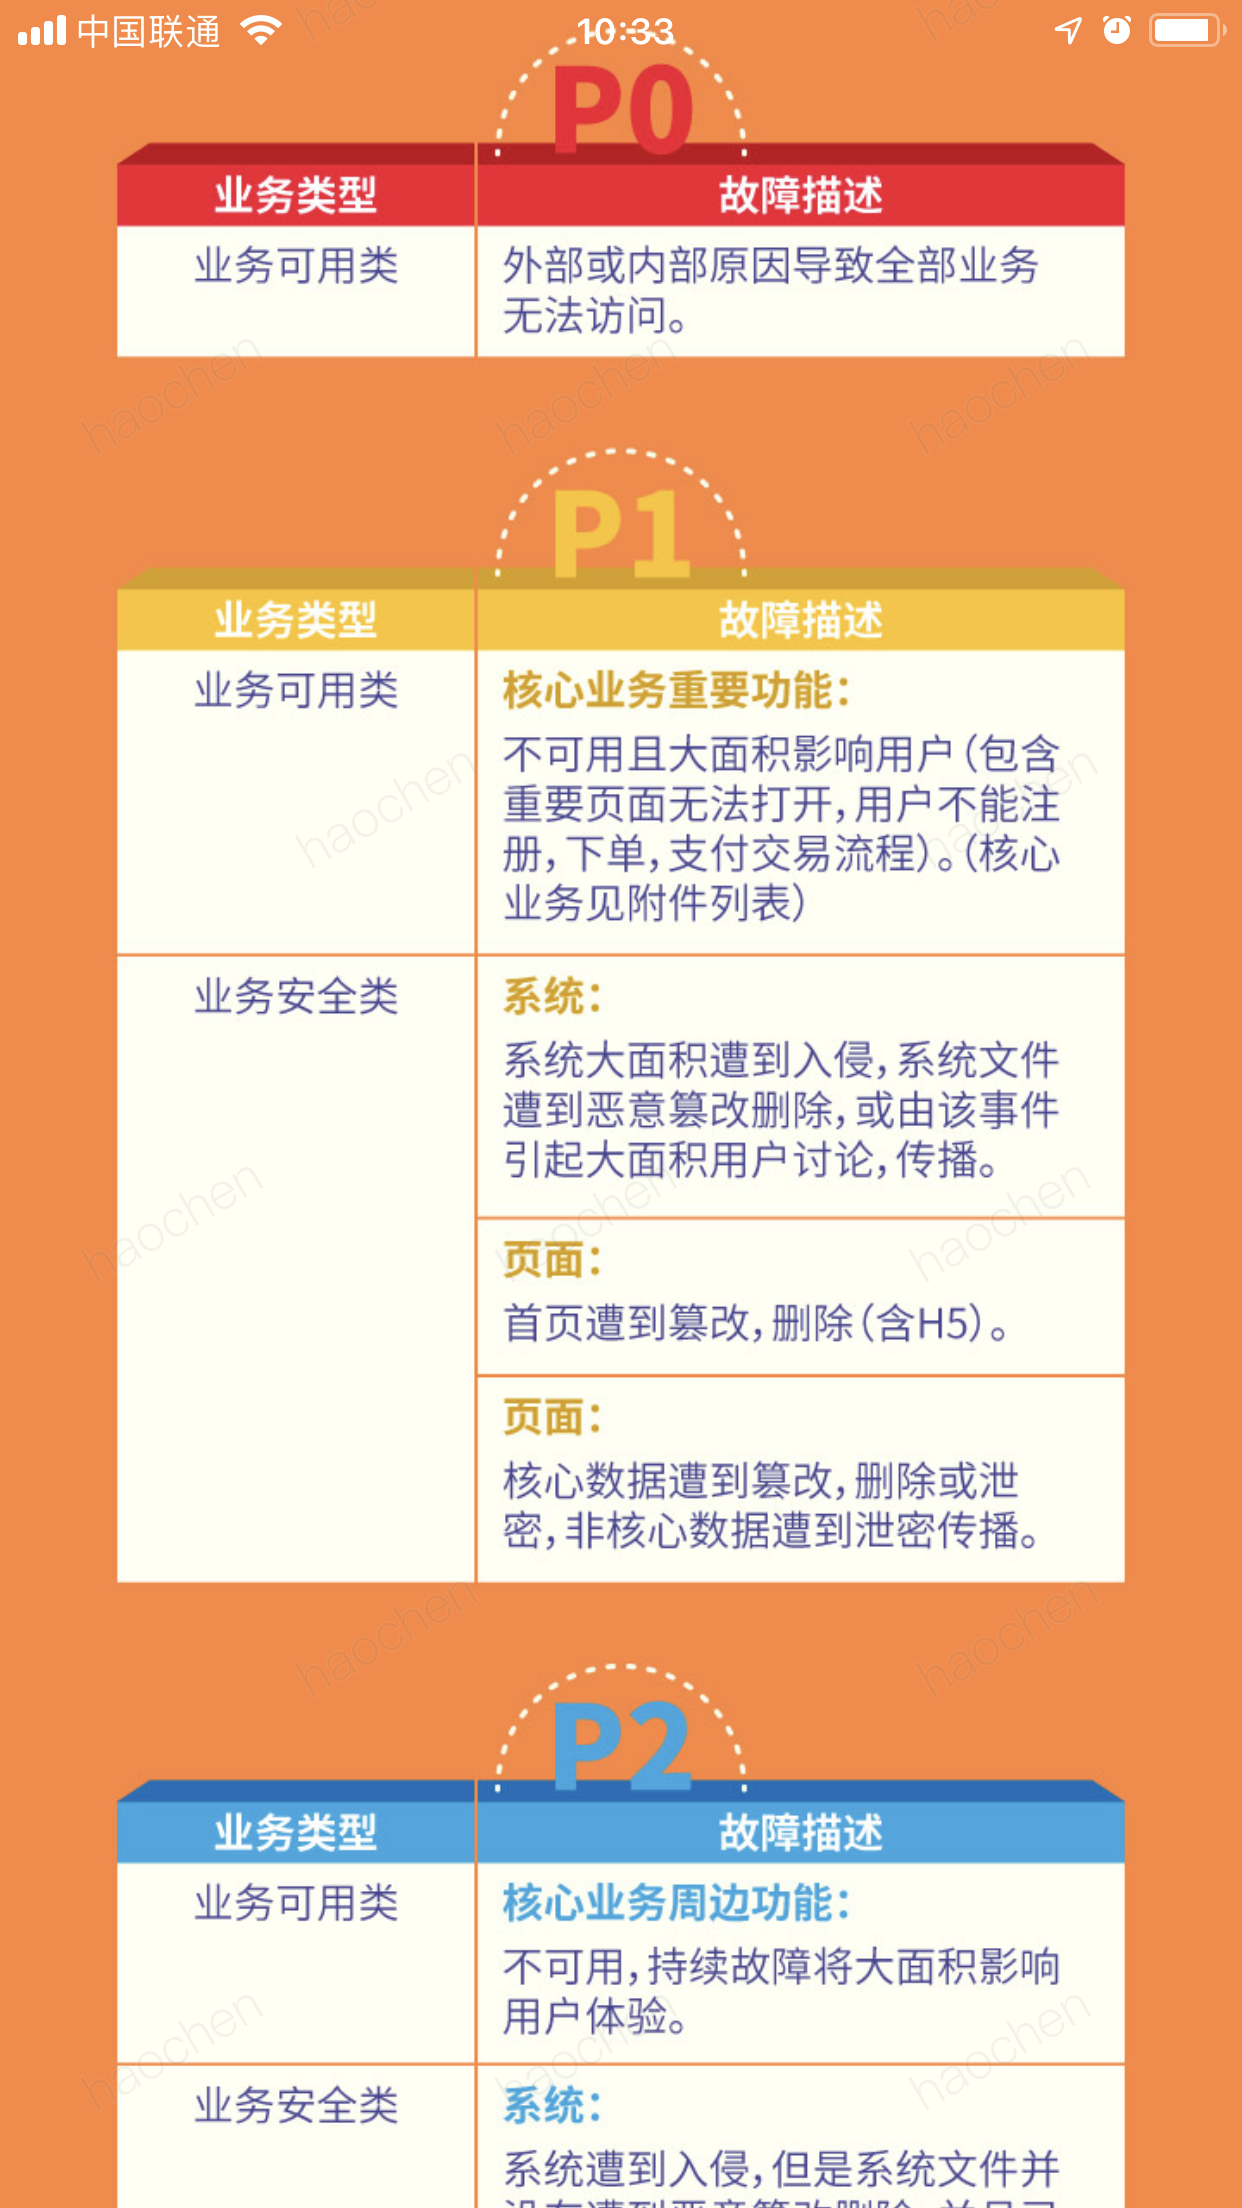 中国联通
10:33
P0
业务类型
故障描述
业务可用类
外部或内部原因导致全部业务
无法访问。
haochen haochen haochen
P1
业务类型
故障描述
业务可用类
核心业务重要功能：
不可用且大面积影响用户（包含
重要页面无法打开，用户不能注
册，下单，支付交易流程）。（核心
业务见附件列表）
haochen haochen
业务安全类
系统：
系统大面积遭到入侵，系统文件
遭到恶意篡改删除，或由该事件
引起大面积用户讨论，传播。
haochen haochen haochen
页面：
首页遭到篡改，删除（含H5）。
页面：
核心数据遭到篡改，删除或泄
密，非核心数据遭到泄密传播。
haochen haochen
P2
业务类型
故障描述
业务可用类
核心业务周边功能：
不可用，持续故障将大面积影响
用户体验。
haochen haochen haochen
业务安全类
系统：
系统遭到入侵，但是系统文件并